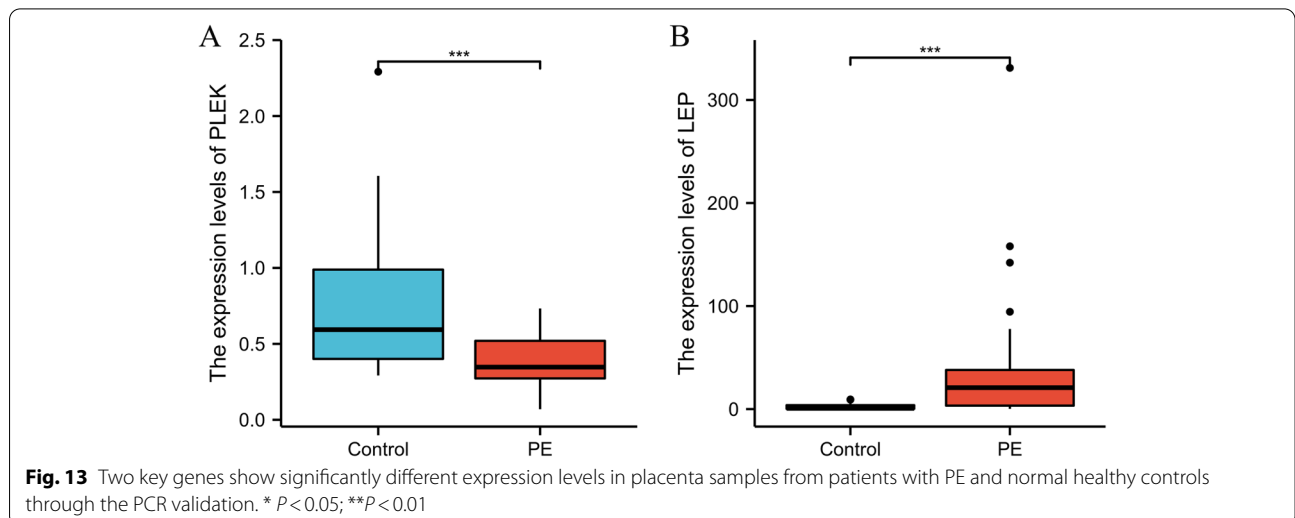 A
The expression levels of PLEK
2.5
2.0
1.5
1.0
0.5
0.0
***
Control
PE
B
The expression levels of LEP
300
200
100
0
***
Control
PE
Fig. 13 Two key genes show significantly different expression levels in placenta samples from patients with PE and normal healthy controls
through the PCR validation. * P < 0.05; **P < 0.01